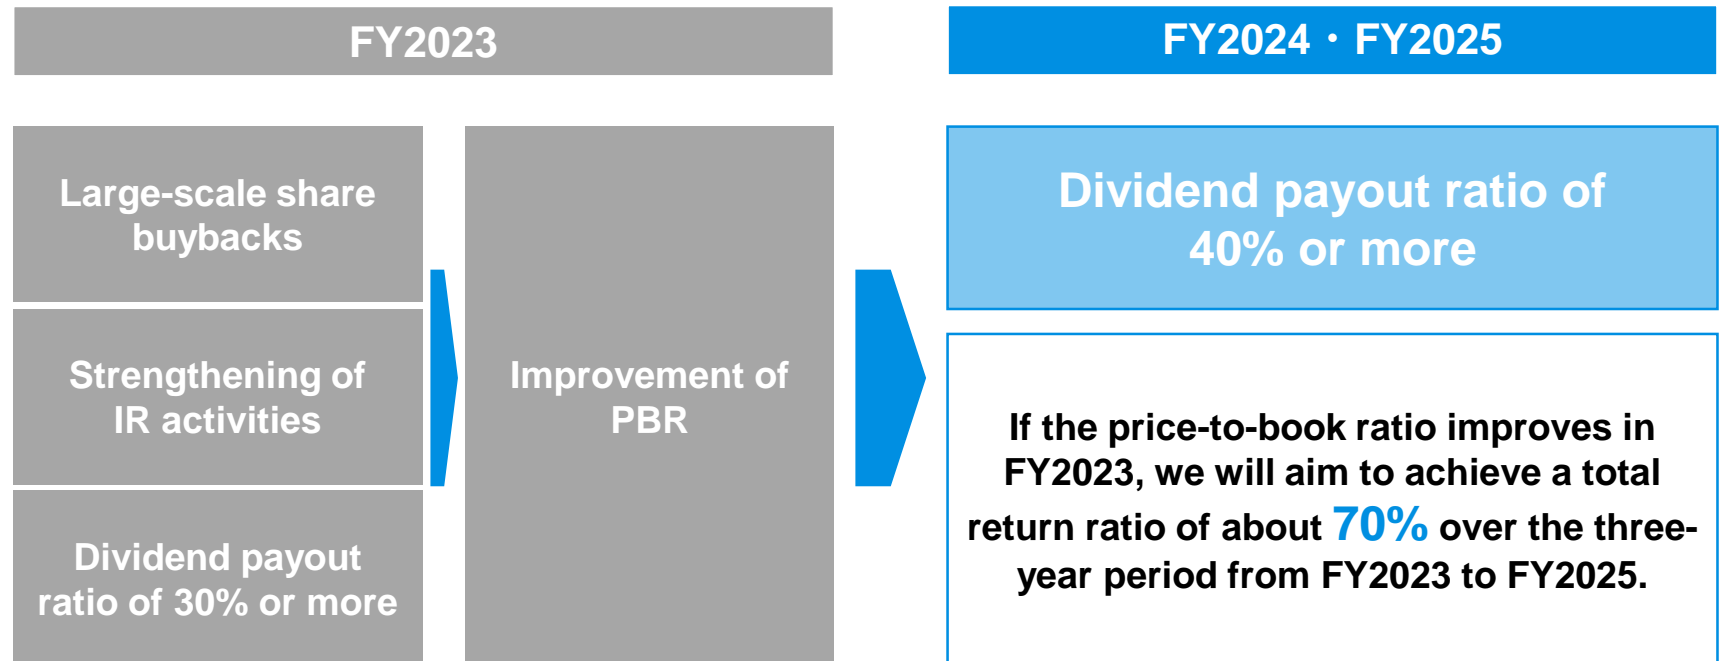 FY2023
Large-scale share
buybacks
Strengthening of
IR activities
Dividend payout
ratio of 30% or more
Improvement of
PBR
FY2024・FY2025
Dividend payout ratio of
40% or more
If the price-to-book ratio improves in
FY2023, we will aim to achieve a total
return ratio of about 70% over the three-
year period from FY2023 to FY2025.